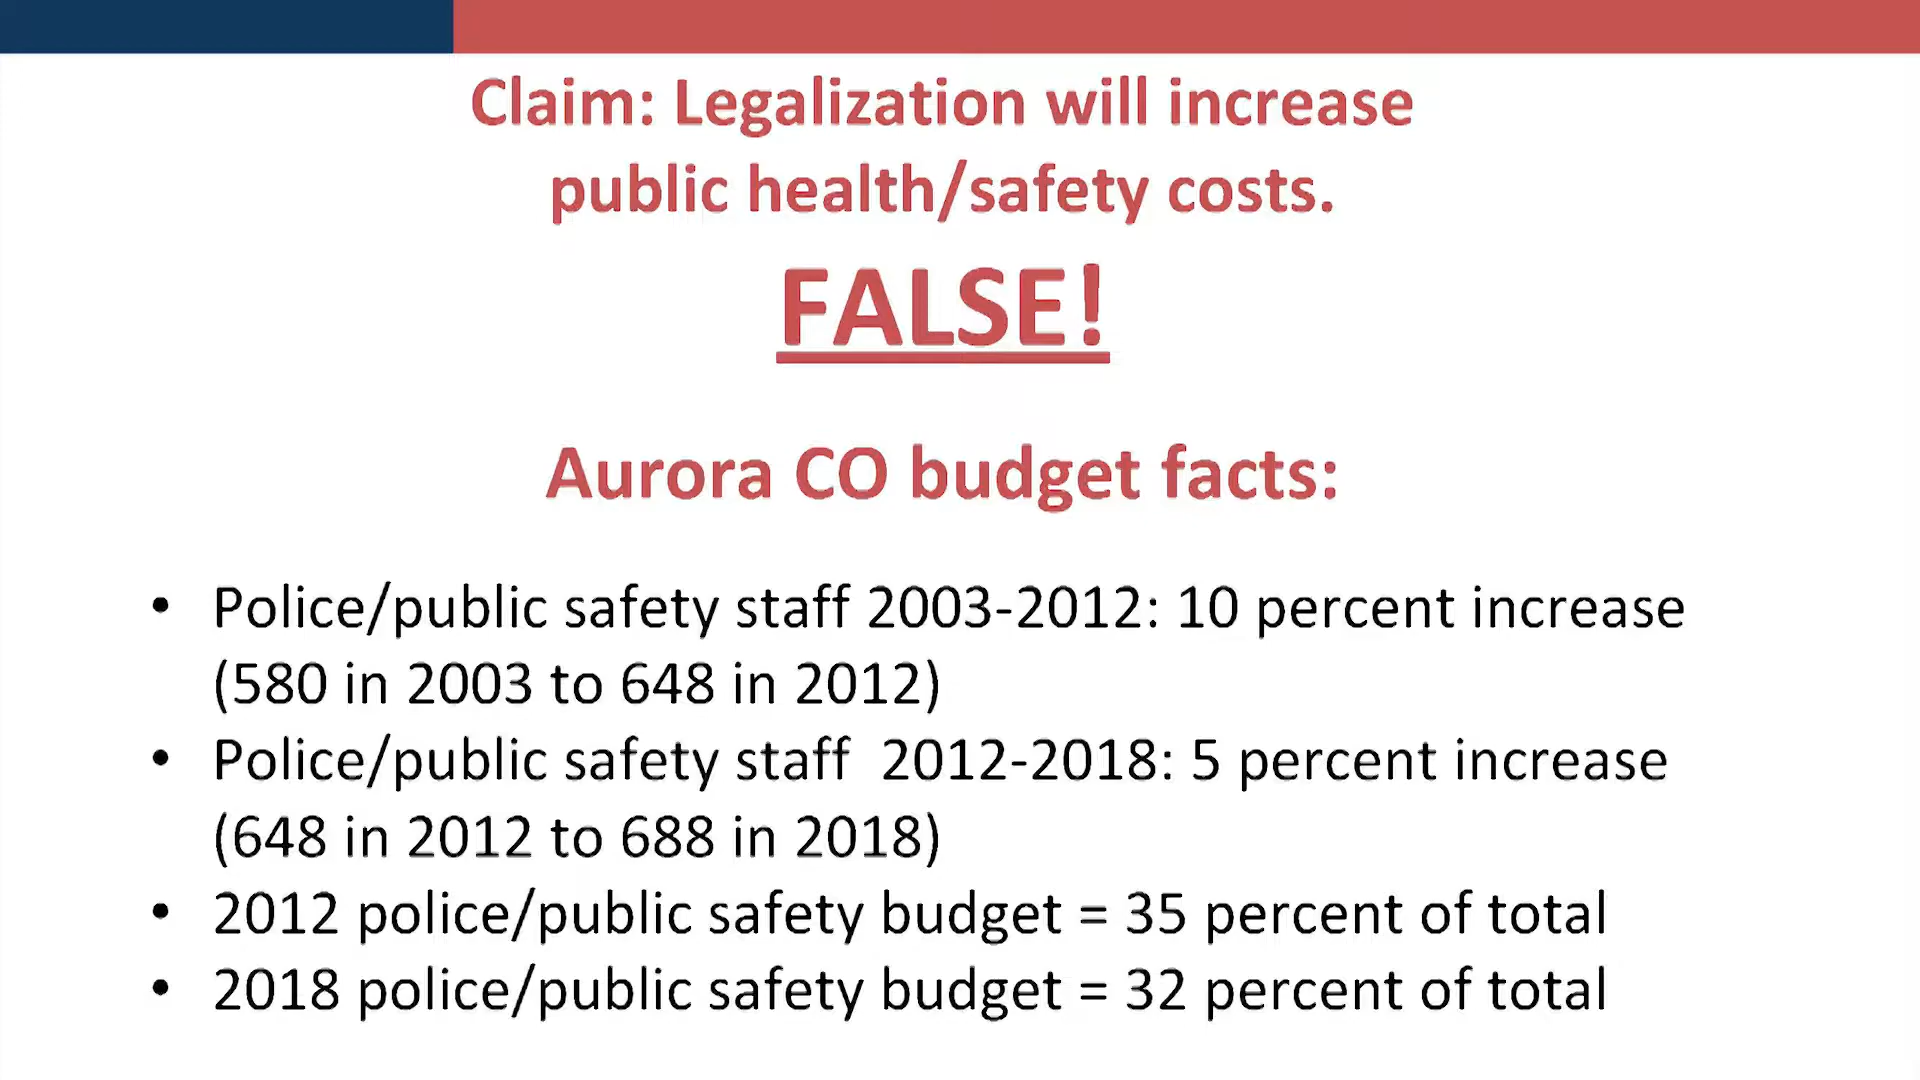 Claim: Legalization will increase
public health/safety costs.
FALSE!
Aurora CO budget facts:
• Police/public safety staff 2003-2012: 10 percent increase
(580 in 2003 to 648 in 2012)
• Police/public safety staff  2012-2018: 5 percent increase
(648 in 2012 to 688 in 2018)
• 2012 police/public safety budget = 35 percent of total
• 2018 police/public safety budget = 32 percent of total